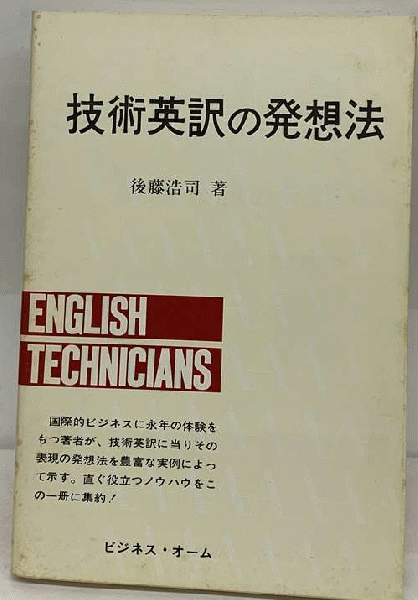 技術英訳の発想法
後藤浩司 著
ENGLISH
TECHNICIANS
国際的ビジネスに永年の体験を
もつ著者が、技術英訳に当りその
表現の発想法を豊富な実例によっ
て示す。直ぐ役立つノウハウをこ
の一冊に集約！
ビジネス・オーム